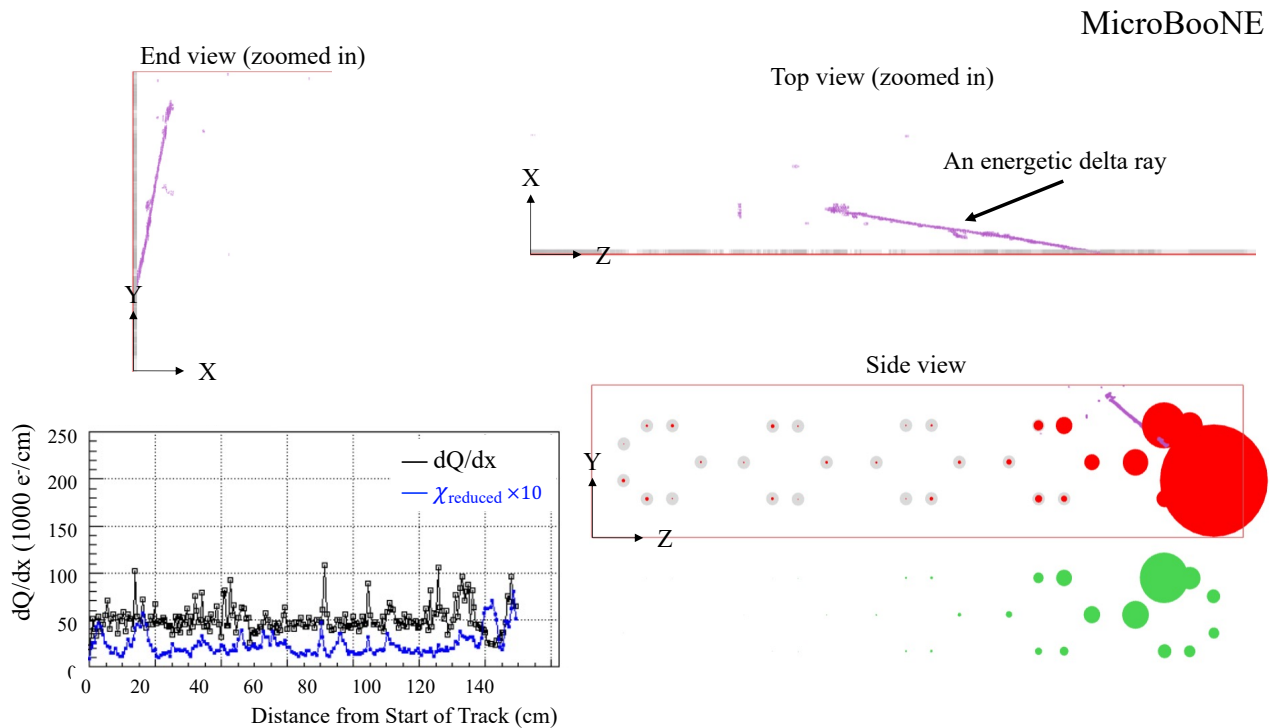 MicroBooNE
End view (zoomed in)
Top view (zoomed in)
An energetic delta ray
X
Z
Y
X
Side view
Y
Z
250
200
150
100
50
dQ/dx
χreduced ×10
dQ/dx (1000 e-/cm)
0 20 40 60 80 100 120 140
Distance from Start of Track (cm)